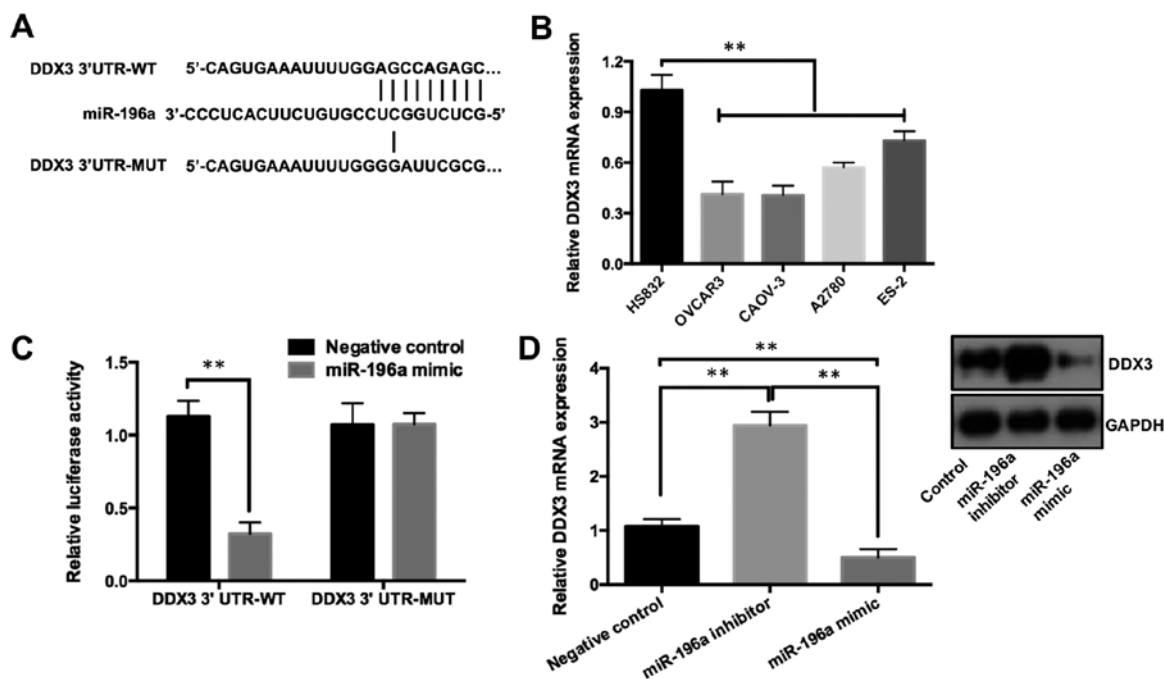 A
DDX3 3'UTR-WT 5'-CAGUGAAAUUUUGGAGCCAGAGC...
miR-196a 3'-CCCUCACUUCUGUGCCUCGGUCUCG-5'
DDX3 3'UTR-MUT 5'-CAGUGAAAUUUUGGGGAUUCGCG...
B
Relative DDX3 mRNA expression
1.2
0.9
0.6
0.3
0.0
**
HS832
OVCAR3
CAOV-3
A2780
ES-2
C
Relative luciferase activity
1.5
1.0
0.5
0.0
**
Negative control
miR-196a mimic
DDX3 3' UTR-WT
DDX3 3' UTR-MUT
D
Relative DDX3 mRNA expression
4
3
2
1
0
**
**
**
Negative control
miR-196a inhibitor
miR-196a mimic
DDX3
GAPDH
Control
miR-196a
inhibitor
miR-196a
mimic